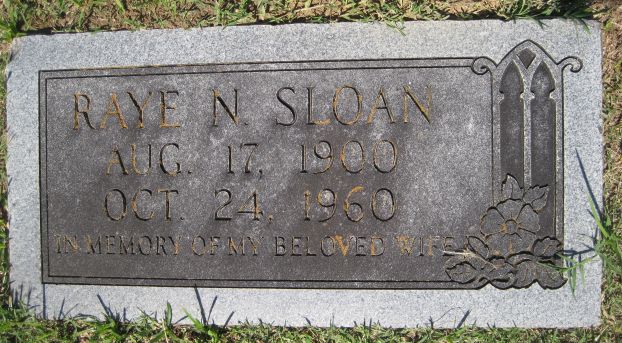 RAYE N. SLOAN
AUG. 17, 1900
OCT. 24, 1960
IN MEMORY OF MY BELOVED WIFE